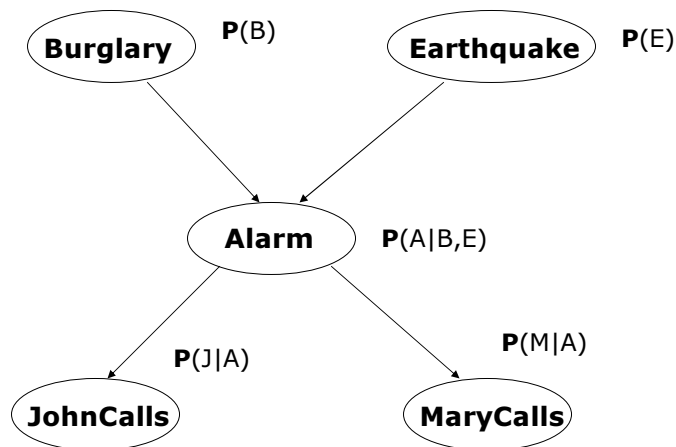 Burglary
P(B)
Earthquake
P(E)
Alarm
P(A|B,E)
P(J|A)
P(M|A)
JohnCalls
MaryCalls